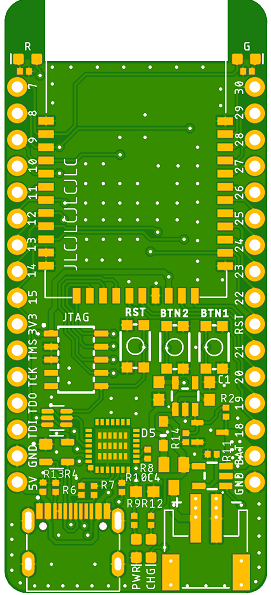 R
G
7
8
9
10
11
12
13
14
15
3V3
TMS
TCK
TDO
TDI
GND
5V
30
29
28
27
26
25
24
23
22
RST
21
20
19
18
GND
JLCJLCJLCJLC
JTAG
RST BTN2 BTN1
C1
R2
D5
R14
R11
R8
R13R4
R6
R7
R10C4
R9R12
+
-
PWR
CHG